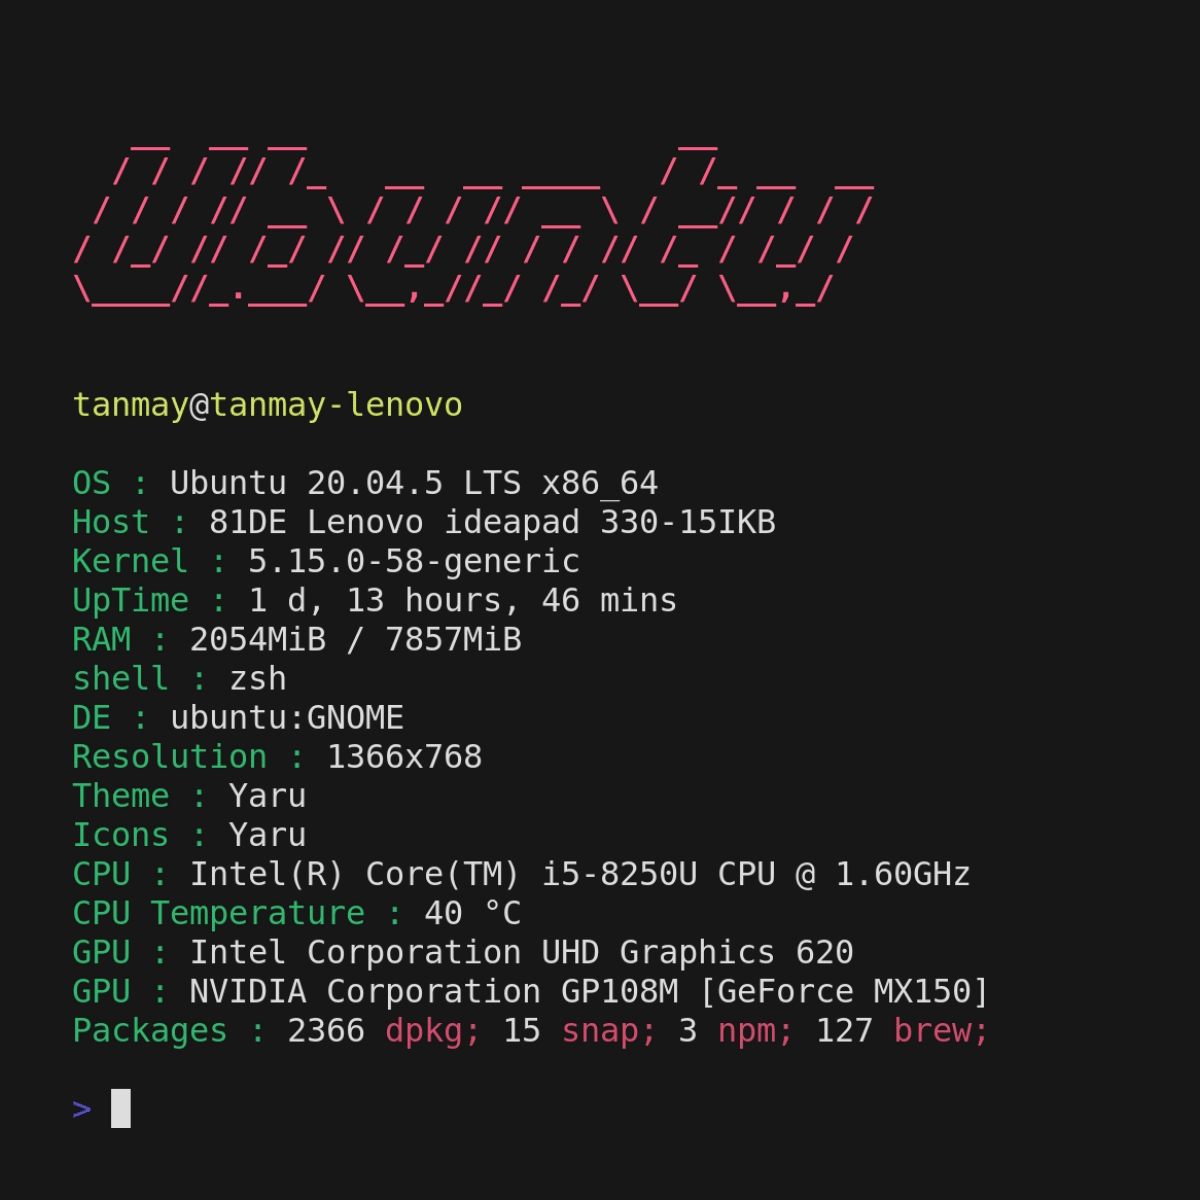 Ubuntu
tanmay@tanmay-lenovo
OS : Ubuntu 20.04.5 LTS x86_64
Host : 81DE Lenovo ideapad 330-15IKB
Kernel : 5.15.0-58-generic
UpTime : 1 d, 13 hours, 46 mins
RAM : 2054MiB / 7857MiB
shell : zsh
DE : ubuntu:GNOME
Resolution : 1366x768
Theme : Yaru
Icons : Yaru
CPU : Intel(R) Core(TM) i5-8250U CPU @ 1.60GHz
CPU Temperature : 40 °C
GPU : Intel Corporation UHD Graphics 620
GPU : NVIDIA Corporation GP108M [GeForce MX150]
Packages : 2366 dpkg; 15 snap; 3 npm; 127 brew;
>